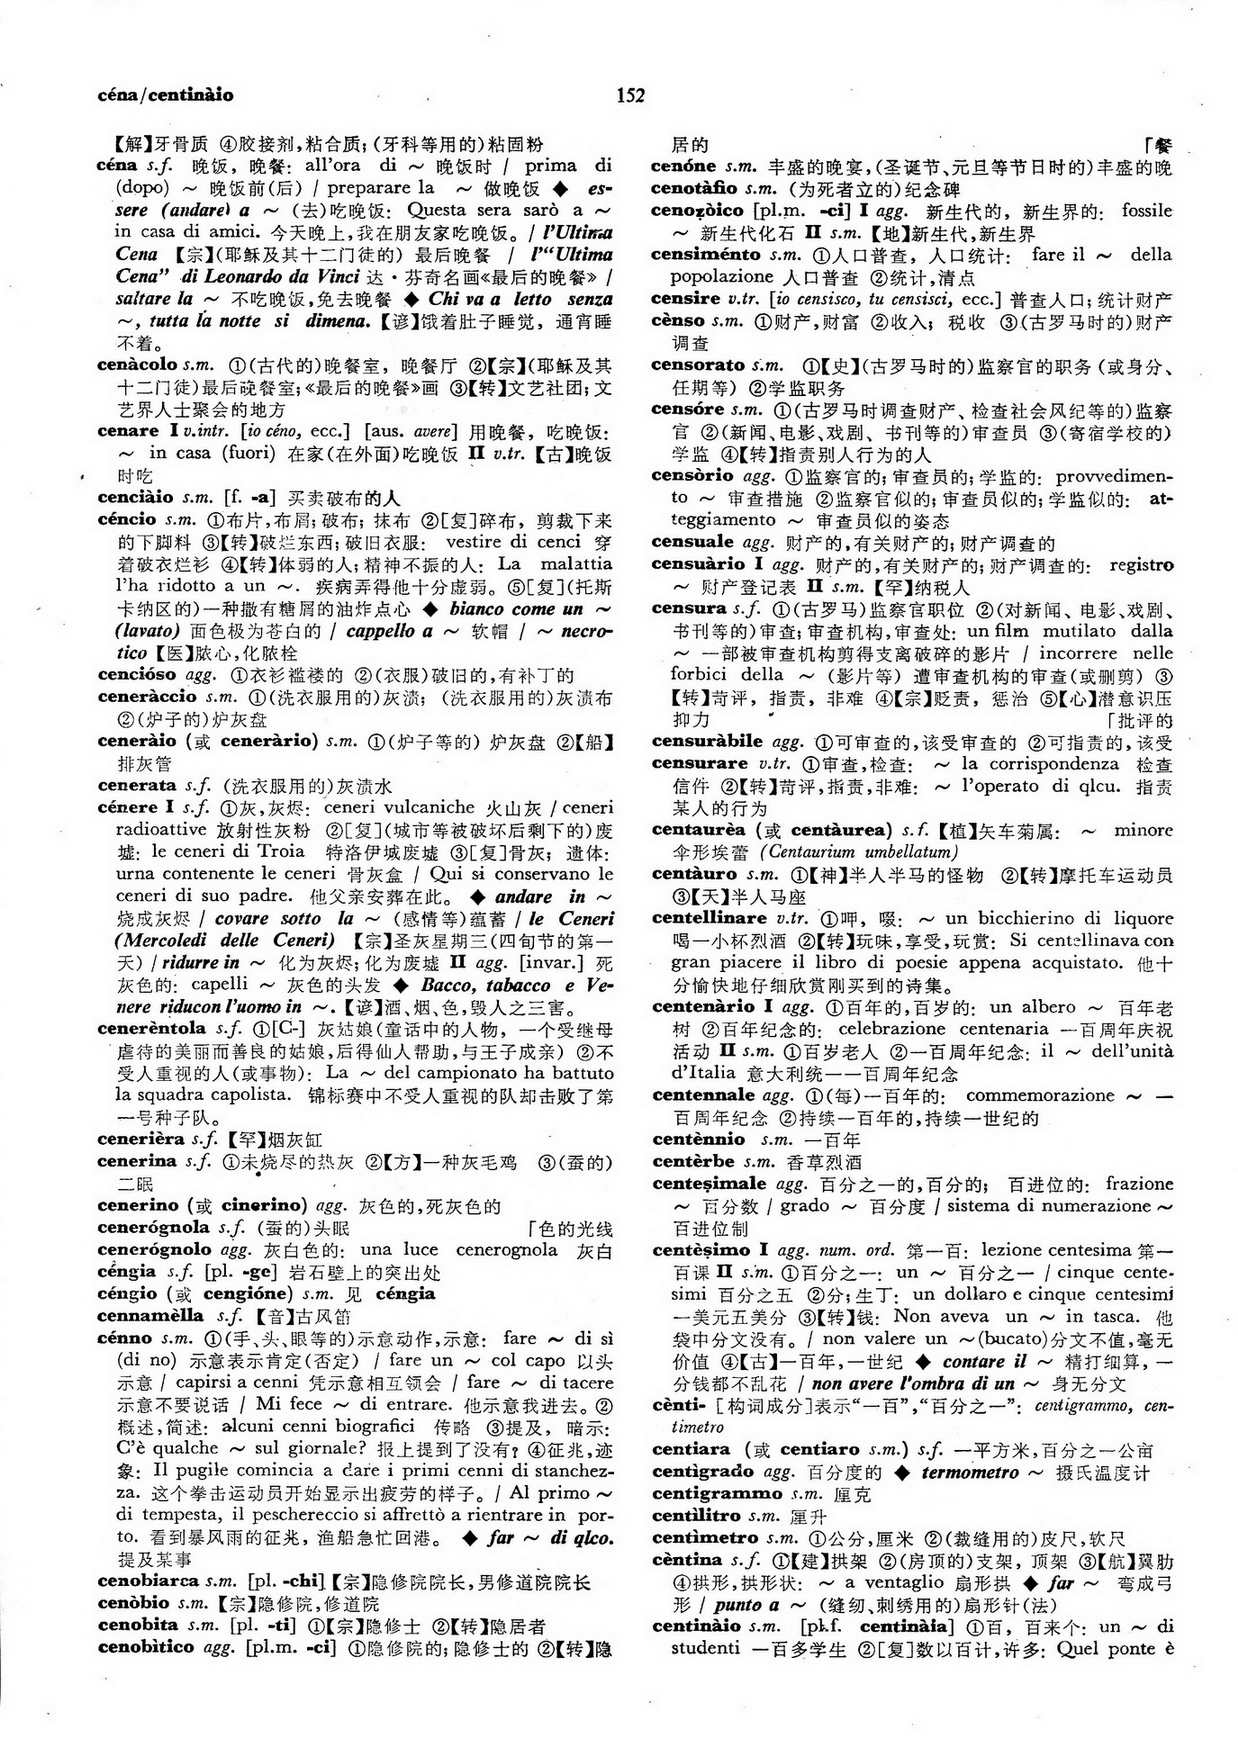 céna/centinàio
152
【解】牙骨质 ④胶接剂,粘合质; (牙科等用的)粘固粉
céna s.f. 晚饭, 晚餐: all'ora di ～ 晚饭时 / prima di
(dopo) ～ 晚饭前(后) / preparare la ～ 做晚饭 ◆ es-
sere (andare) a ～ (去)吃晚饭: Questa sera sarò a ～
in casa di amici. 今天晚上,我在朋友家吃晚饭。/ l'Ultima
Cena 【宗】(耶稣及其十二门徒的) 最后晚餐 / l'“Ultima
Cena” di Leonardo da Vinci 达·芬奇名画《最后的晚餐》 /
saltare la ～ 不吃晚饭,免去晚餐 ◆ Chi va a letto senza
～, tutta la notte si dimena. 【谚】饿着肚子睡觉, 通宵睡
不着。
cenàcolo s.m. ①(古代的)晚餐室, 晚餐厅 ②【宗】(耶稣及其
十二门徒)最后晚餐室;《最后的晚餐》画 ③【转】文艺社团; 文
艺界人士聚会的地方
cenare I v.intr. [io céno, ecc.] [aus. avere] 用晚餐, 吃晚饭:
～ in casa (fuori) 在家(在外面)吃晚饭 II v.tr. 【古】晚饭
时吃
cenciàio s.m. [f. -a] 买卖破布的人
céncio s.m. ①布片,布屑; 破布; 抹布 ②[复]碎布, 剪裁下来
的下脚料 ③【转】破烂东西; 破旧衣服: vestire di cenci 穿
着破衣烂衫 ④【转】体弱的人; 精神不振的人: La malattia
l'ha ridotto a un ～. 疾病弄得他十分虚弱。⑤[复](托斯
卡纳区的)一种撒有糖屑的油炸点心 ◆ bianco come un ～
(lavato) 面色极为苍白的 / cappello a ～ 软帽 / ～ necro-
tico 【医】脓心,化脓栓
cencióso agg. ①衣衫褴褛的 ②(衣服)破旧的,有补丁的
ceneràccio s.m. ①(洗衣服用的)灰渍; (洗衣服用的)灰渍布
②(炉子的)炉灰盘
ceneràio (或 ceneràrio) s.m. ①(炉子等的) 炉灰盘 ②【船】
排灰管
cenerata s.f. (洗衣服用的)灰渍水
cénere I s.f. ①灰,灰烬: ceneri vulcaniche 火山灰 / ceneri
radioattive 放射性灰粉 ②[复](城市等被破坏后剩下的)废
墟: le ceneri di Troia 特洛伊城废墟 ③[复]骨灰; 遗体:
urna contenente le ceneri 骨灰盒 / Qui si conservano le
ceneri di suo padre. 他父亲安葬在此。 ◆ andare in ～
烧成灰烬 / covare sotto la ～ (感情等)蕴蓄 / le Ceneri
(Mercoledì delle Ceneri) 【宗】圣灰星期三(四旬节的第一
天) / ridurre in ～ 化为灰烬; 化为废墟 II agg. [invar.] 死
灰色的: capelli ～ 灰色的头发 ◆ Bacco, tabacco e Ve-
nere riducon l'uomo in ～. 【谚】酒、烟、色,毁人之三害。
cenerèntola s.f. ①[C-] 灰姑娘(童话中的人物, 一个受继母
虐待的美丽而善良的姑娘,后得仙人帮助,与王子成亲) ②不
受人重视的人(或事物): La ～ del campionato ha battuto
la squadra capolista. 锦标赛中不受人重视的队却击败了第
一号种子队。
cenerièra s.f. 【罕】烟灰缸
cenerina s.f. ①未烧尽的热灰 ②【方】一种灰毛鸡 ③(蚕的)
二眠
cenerino (或 cinerino) agg. 灰色的,死灰色的
cenerógnola s.f. (蚕的)头眠 「色的光线
cenerógnolo agg. 灰白色的: una luce cenerognola 灰白
céngia s.f. [pl. -ge] 岩石壁上的突出处
céngio (或 cengióne) s.m. 见 céngia
cennamèlla s.f. 【音】古风笛
cénno s.m. ①(手、头、眼等的)示意动作,示意: fare ～ di sì
(di no) 示意表示肯定(否定) / fare un ～ col capo 以头
示意 / capirsi a cenni 凭示意相互领会 / fare ～ di tacere
示意不要说话 / Mi fece ～ di entrare. 他示意我进去。②
概述,简述: alcuni cenni biografici 传略 ③提及, 暗示:
C'è qualche ～ sul giornale? 报上提到了没有? ④征兆,迹
象: Il pugile comincia a dare i primi cenni di stanchez-
za. 这个拳击运动员开始显示出疲劳的样子。/ Al primo ～
di tempesta, il peschereccio si affrettò a rientrare in por-
to. 看到暴风雨的征兆, 渔船急忙回港。 ◆ far ～ di qlco.
提及某事
cenobiarca s.m. [pl. -chi] 【宗】隐修院院长,男修道院院长
cenòbio s.m. 【宗】隐修院,修道院
cenobita s.m. [pl. -ti] ①【宗】隐修士 ②【转】隐居者
cenobìtico agg. [pl.m. -ci] ①隐修院的; 隐修士的 ②【转】隐
居的 「餐
cenóne s.m. 丰盛的晚宴,(圣诞节、元旦等节日时的)丰盛的晚
cenotàfio s.m. (为死者立的)纪念碑
cenozòico [pl.m. -ci] I agg. 新生代的, 新生界的: fossile
～ 新生代化石 II s.m. 【地】新生代,新生界
censiménto s.m. ①人口普查, 人口统计: fare il ～ della
popolazione 人口普查 ②统计,清点
censire v.tr. [io censisco, tu censisci, ecc.] 普查人口; 统计财产
cènso s.m. ①财产,财富 ②收入; 税收 ③(古罗马时的)财产
调查
censorato s.m. ①【史】(古罗马时的)监察官的职务 (或身分、
任期等) ②学监职务
censóre s.m. ①(古罗马时调查财产、检查社会风纪等的)监察
官 ②(新闻、电影、戏剧、书刊等的)审查员 ③(寄宿学校的)
学监 ④【转】指责别人行为的人
censòrio agg. ①监察官的; 审查员的; 学监的: provvedimen-
to ～ 审查措施 ②监察官似的; 审查员似的; 学监似的: at-
teggiamento ～ 审查员似的姿态
censuale agg. 财产的,有关财产的; 财产调查的
censuàrio I agg. 财产的,有关财产的; 财产调查的: registro
～ 财产登记表 II s.m. 【罕】纳税人
censura s.f. ①(古罗马)监察官职位 ②(对新闻、电影、戏剧、
书刊等的)审查; 审查机构,审查处: un film mutilato dalla
～ 一部被审查机构剪得支离破碎的影片 / incorrere nelle
forbici della ～ (影片等) 遭审查机构的审查(或删剪) ③
【转】苛评, 指责, 非难 ④【宗】贬责, 惩治 ⑤【心】潜意识压
抑力 「批评的
censuràbile agg. ①可审查的,该受审查的 ②可指责的,该受
censurare v.tr. ①审查,检查: ～ la corrispondenza 检查
信件 ②【转】苛评,指责,非难: ～ l'operato di qlcu. 指责
某人的行为
centaurèa (或 centàurea) s.f. 【植】矢车菊属: ～ minore
伞形埃蕾 (Centaurium umbellatum)
centàuro s.m. ①【神】半人半马的怪物 ②【转】摩托车运动员
③【天】半人马座
centellinare v.tr. ①呷, 啜: ～ un bicchierino di liquore
喝一小杯烈酒 ②【转】玩味,享受,玩赏: Si centellinava con
gran piacere il libro di poesie appena acquistato. 他十
分愉快地仔细欣赏刚买到的诗集。
centenàrio I agg. ①百年的,百岁的: un albero ～ 百年老
树 ②百年纪念的: celebrazione centenaria 一百周年庆祝
活动 II s.m. ①百岁老人 ②一百周年纪念: il ～ dell'unità
d'Italia 意大利统一一百周年纪念
centennale agg. ①(每)一百年的: commemorazione ～ 一
百周年纪念 ②持续一百年的,持续一世纪的
centènnio s.m. 一百年
centèrbe s.m. 香草烈酒
centeṣimale agg. 百分之一的,百分的; 百进位的: frazione
～ 百分数 / grado ～ 百分度 / sistema di numerazione ～
百进位制
centèṣimo I agg. num. ord. 第一百: lezione centesima 第一
百课 II s.m. ①百分之一: un ～ 百分之一 / cinque cente-
simi 百分之五 ②分; 生丁: un dollaro e cinque centesimi
一美元五美分 ③【转】钱: Non aveva un ～ in tasca. 他
袋中分文没有。/ non valere un ～(bucato)分文不值,毫无
价值 ④【古】一百年,一世纪 ◆ contare il ～ 精打细算, 一
分钱都不乱花 / non avere l'ombra di un ～ 身无分文
cènti- [构词成分]表示“一百”,“百分之一”: centigrammo, cen-
timetro
centiara (或 centiaro s.m.) s.f. 一平方米,百分之一公亩
centìgrado agg. 百分度的 ◆ termometro ～ 摄氏温度计
centigrammo s.m. 厘克
centìlitro s.m. 厘升
centìmetro s.m. ①公分,厘米 ②(裁缝用的)皮尺,软尺
cèntina s.f. ①【建】拱架 ②(房顶的)支架, 顶架 ③【航】翼肋
④拱形,拱形状: ～ a ventaglio 扇形拱 ◆ far ～ 弯成弓
形 / punto a ～ (缝纫、刺绣用的)扇形针(法)
centinàio s.m. [pl.f. centinàia] ①百, 百来个: un ～ di
studenti 一百多学生 ②[复]数以百计,许多: Quel ponte è